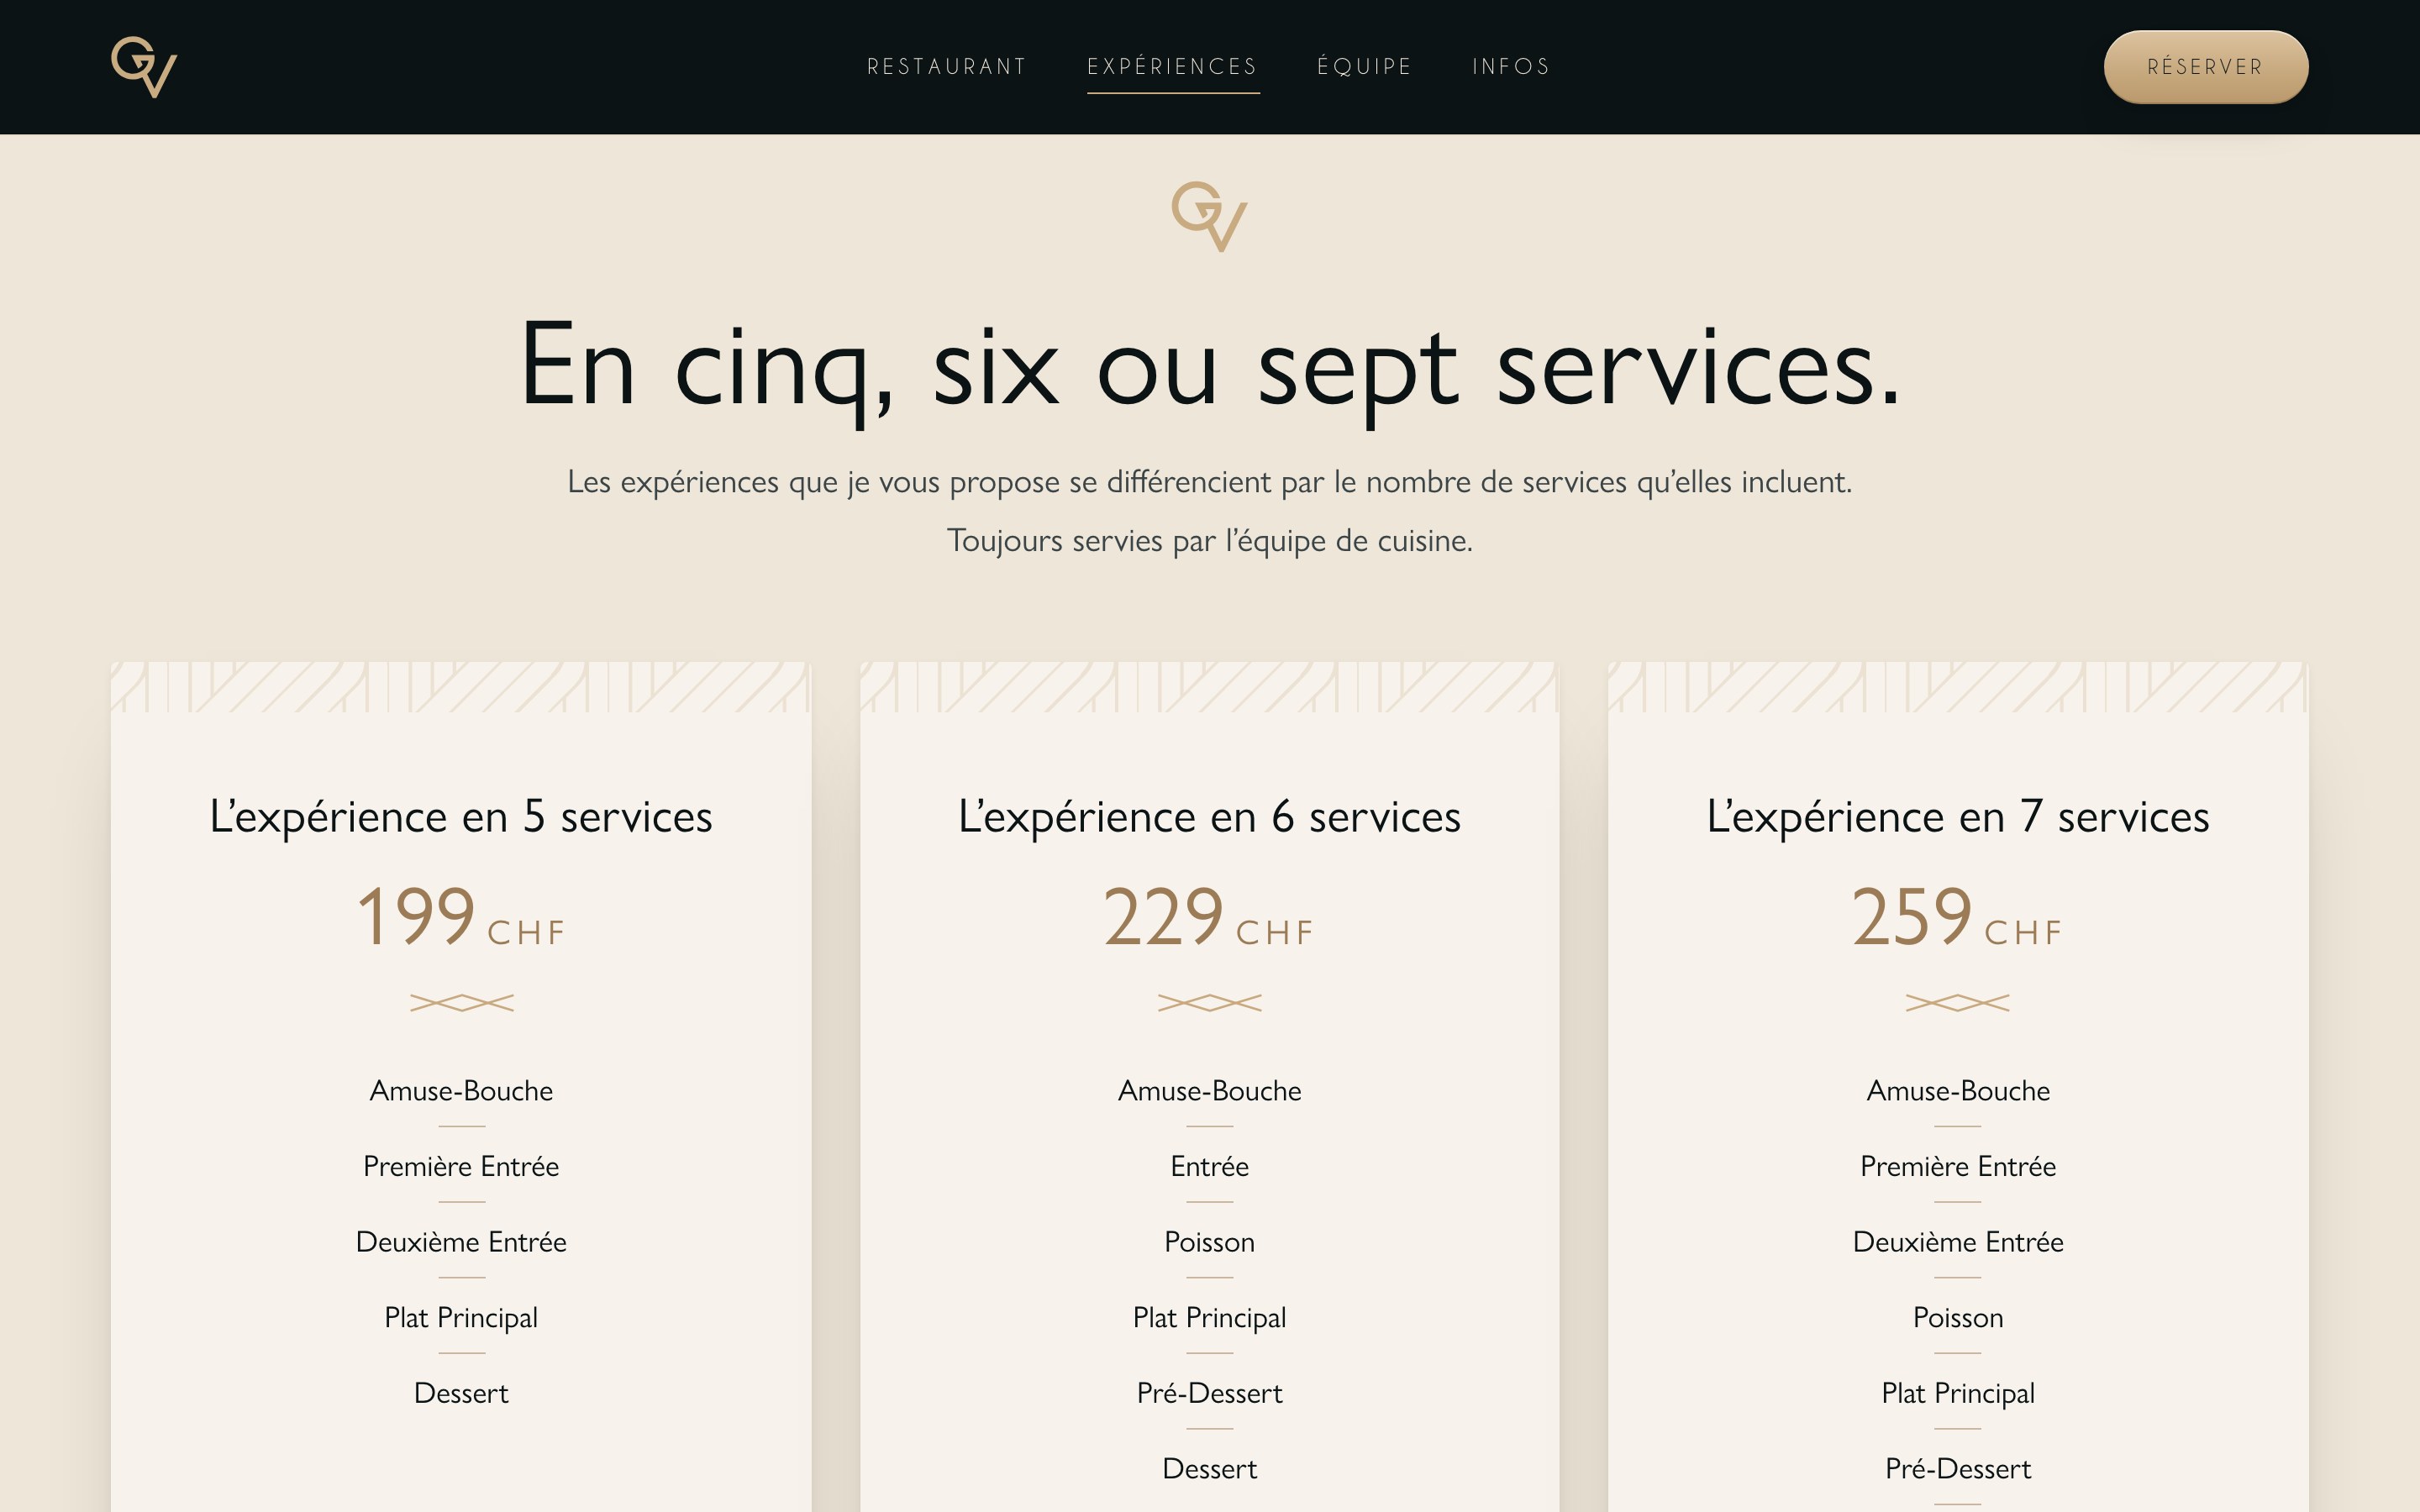 GV
RESTAURANT
EXPÉRIENCES
ÉQUIPE
INFOS
RÉSERVER
GV
En cinq, six ou sept services.
Les expériences que je vous propose se différencient par le nombre de services qu’elles incluent.
Toujours servies par l’équipe de cuisine.
L’expérience en 5 services
199 CHF
Amuse-Bouche
Première Entrée
Deuxième Entrée
Plat Principal
Dessert
L’expérience en 6 services
229 CHF
Amuse-Bouche
Entrée
Poisson
Plat Principal
Pré-Dessert
Dessert
L’expérience en 7 services
259 CHF
Amuse-Bouche
Première Entrée
Deuxième Entrée
Poisson
Plat Principal
Pré-Dessert